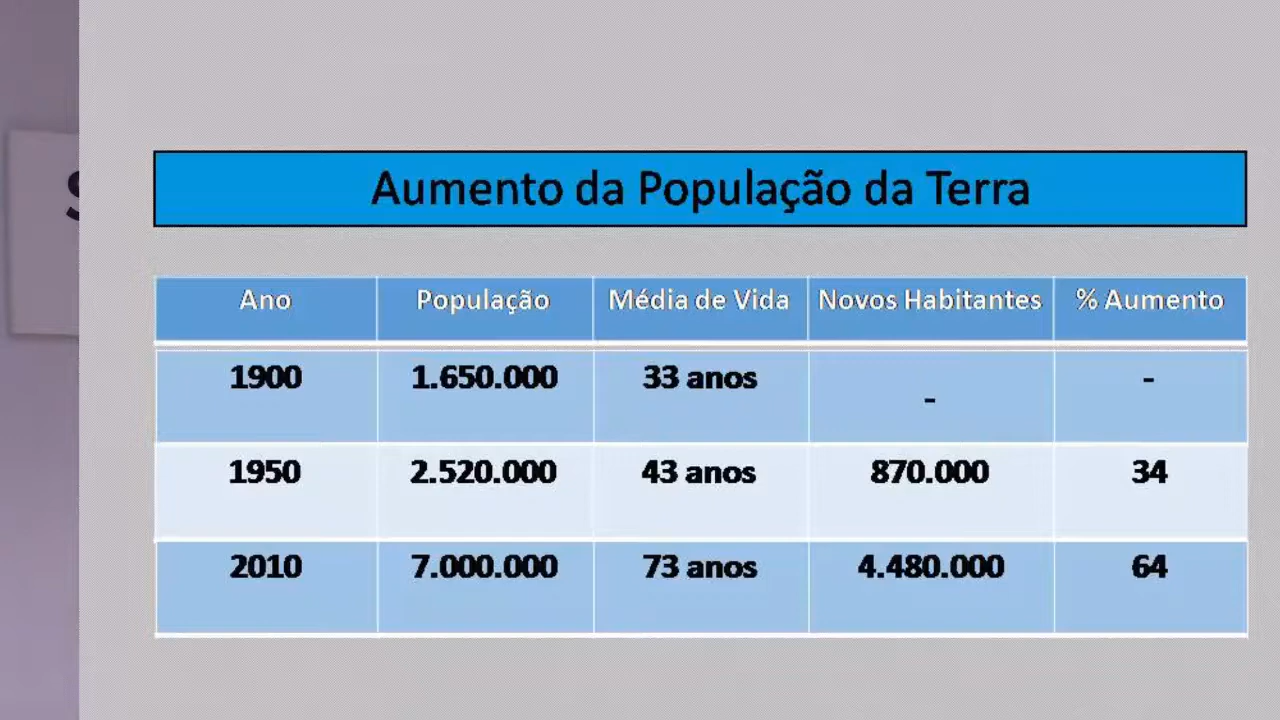 Aumento da População da Terra
Ano População Média de Vida Novos Habitantes % Aumento
1900 1.650.000 33 anos - -
1950 2.520.000 43 anos 870.000 34
2010 7.000.000 73 anos 4.480.000 64